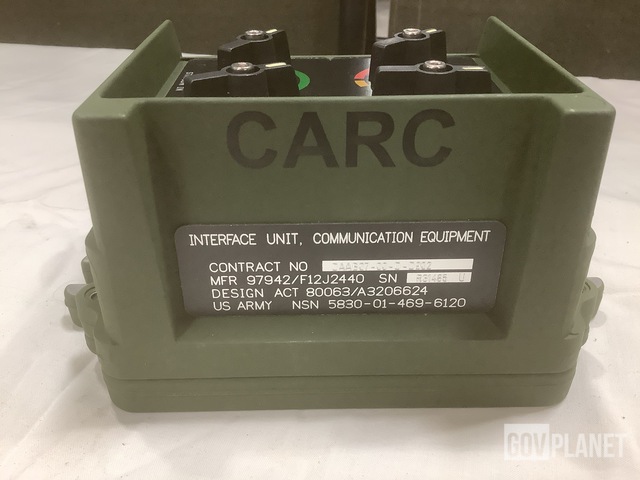 CARC
INTERFACE UNIT, COMMUNICATION EQUIPMENT
CONTRACT NO
MFR 97942/F12J2440 SN U
DESIGN ACT 80063/A3206624
US ARMY NSN 5830-01-469-6120
GOVPLANET